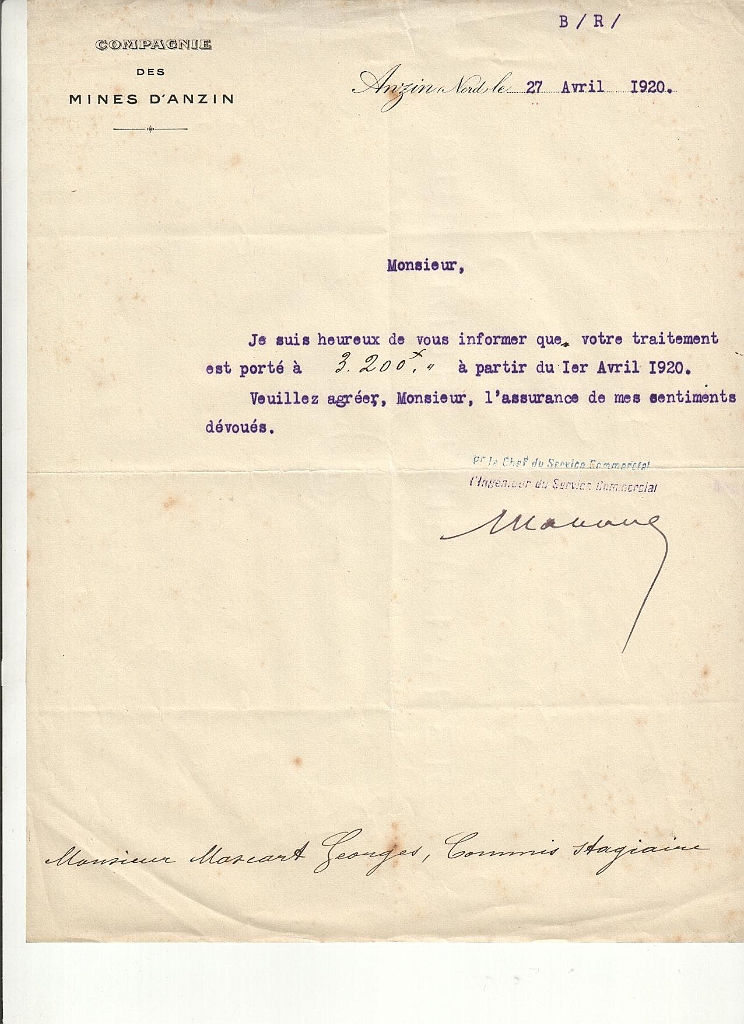 B/R/
COMPAGNIE
DES
MINES D'ANZIN
Anzin (Nord), le 27 Avril 1920.
Monsieur,
Je suis heureux de vous informer que, votre traitement
est porté à 3.200 x. " à partir du Ier Avril 1920.
Veuillez agréer, Monsieur, l'assurance de mes sentiments
dévoués.
Pr le Chef du Service Commercial
l'Ingénieur du Service Commercial
Monsieur Mascart Georges, Commis stagiaire